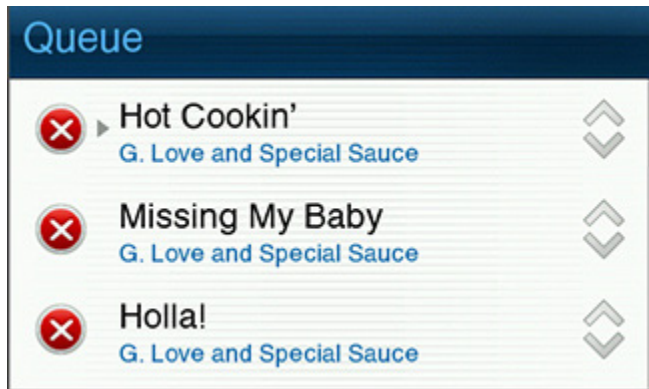 Queue
Hot Cookin’
G. Love and Special Sauce
Missing My Baby
G. Love and Special Sauce
Holla!
G. Love and Special Sauce